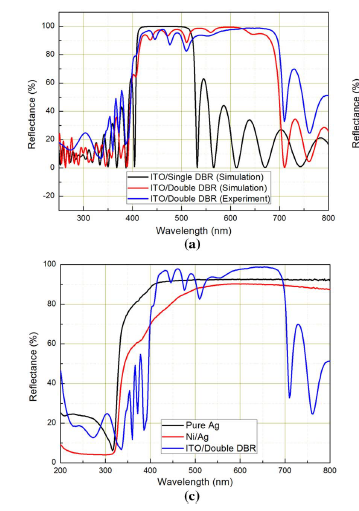 100
80
60
40
20
0
-20
Reflectance (%)
ITO/Single DBR (Simulation)
ITO/Double DBR (Simulation)
ITO/Double DBR (Experiment)
300 400 500 600 700 800
Wavelength (nm)
(a)
Reflectance (%)
100
80
60
40
20
0
Reflectance (%)
Pure Ag
Ni/Ag
ITO/Double DBR
200 300 400 500 600 700 800
Wavelength (nm)
(c)